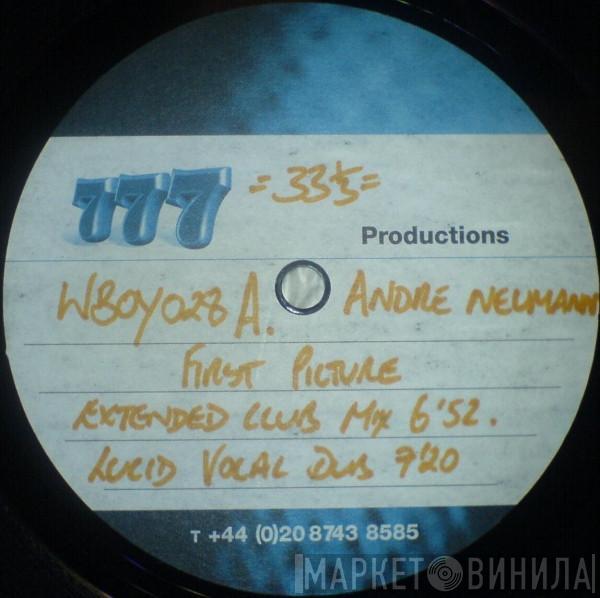 777 =33⅓=
Productions
WBOY028 A. ANDRE NEUMANN
FIRST PICTURE
EXTENDED CLUB MIX 6'52.
LUCID VOCAL DUB 7'20
T +44 (0)20 8743 8585
МАРКЕТ ВИНИЛА